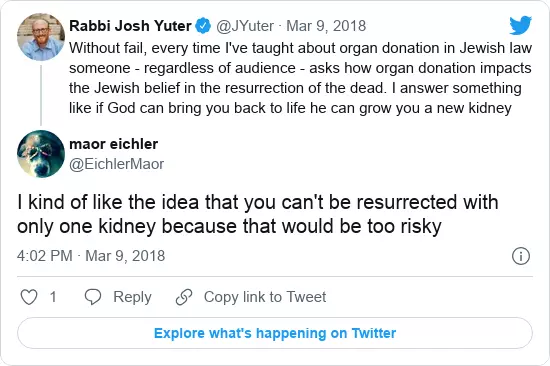 Rabbi Josh Yuter @JYuter · Mar 9, 2018
Without fail, every time I've taught about organ donation in Jewish law
someone - regardless of audience - asks how organ donation impacts
the Jewish belief in the resurrection of the dead. I answer something
like if God can bring you back to life he can grow you a new kidney
maor eichler
@EichlerMaor
I kind of like the idea that you can't be resurrected with
only one kidney because that would be too risky
4:02 PM · Mar 9, 2018
1 Reply Copy link to Tweet
Explore what's happening on Twitter